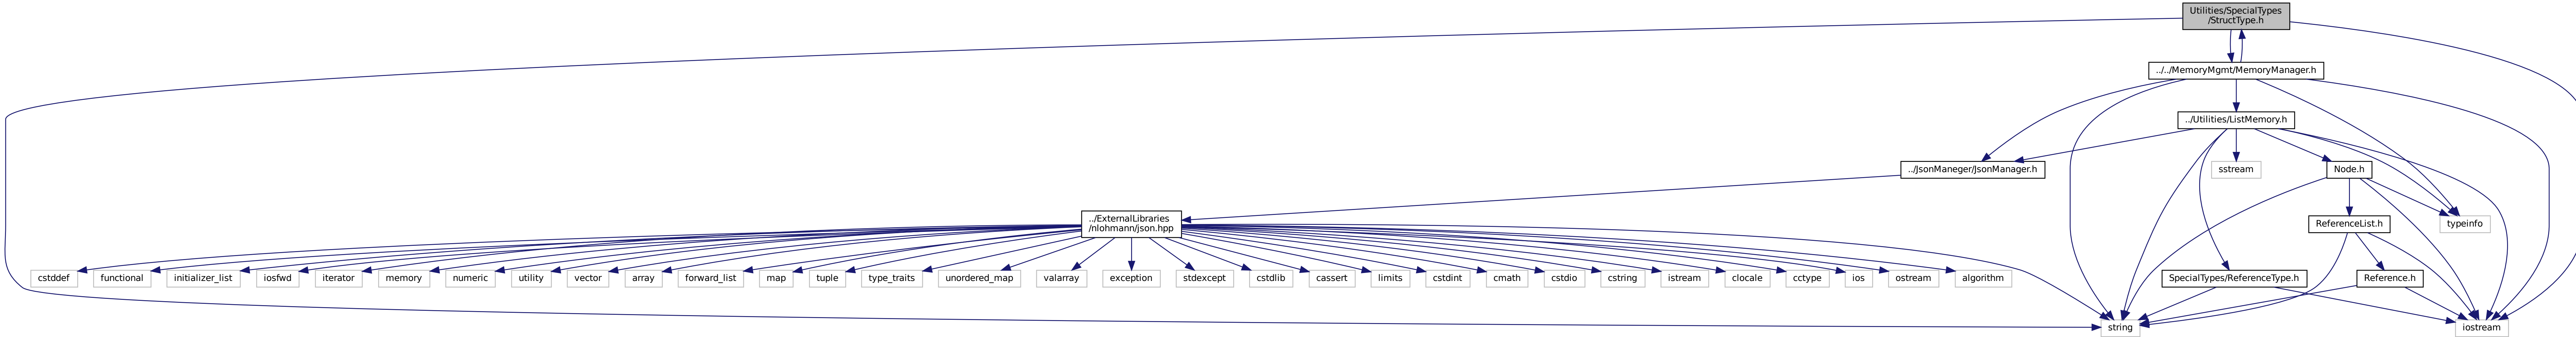 Utilities/SpecialTypes
/StructType.h
../../MemoryMgmt/MemoryManager.h
../Utilities/ListMemory.h
../JsonManeger/JsonManager.h
sstream
Node.h
../ExternalLibraries
/nlohmann/json.hpp
ReferenceList.h
typeinfo
cstddef
functional
initializer_list
iosfwd
iterator
memory
numeric
utility
vector
array
forward_list
map
tuple
type_traits
unordered_map
valarray
exception
stdexcept
cstdlib
cassert
limits
cstdint
cmath
cstdio
cstring
istream
clocale
cctype
ios
ostream
algorithm
SpecialTypes/ReferenceType.h
Reference.h
string
iostream